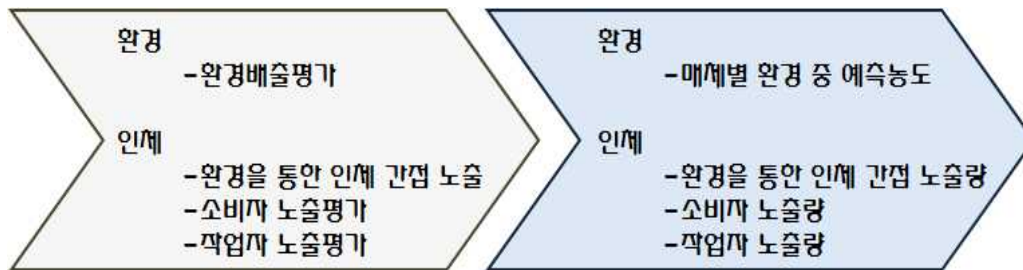 환경
-환경배출평가
인체
-환경을 통한 인체 간접 노출
-소비자 노출평가
-작업자 노출평가
환경
-매체별 환경 중 예측농도
인체
-환경을 통한 인체 간접 노출량
-소비자 노출량
-작업자 노출량